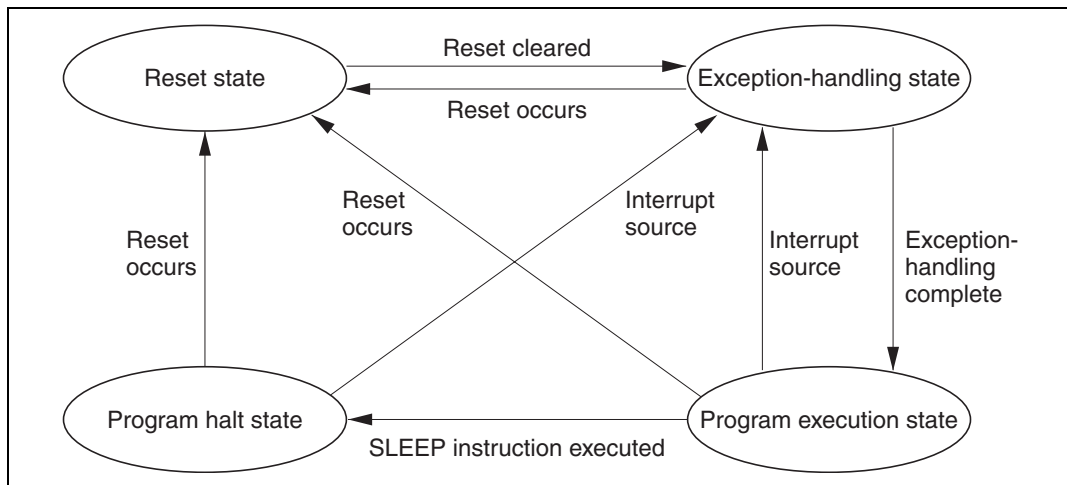 Reset cleared
Reset state
Exception-handling state
Reset occurs
Reset
occurs
Interrupt
source
Reset
occurs
Interrupt
source
Exception-
handling
complete
Program halt state
Program execution state
SLEEP instruction executed